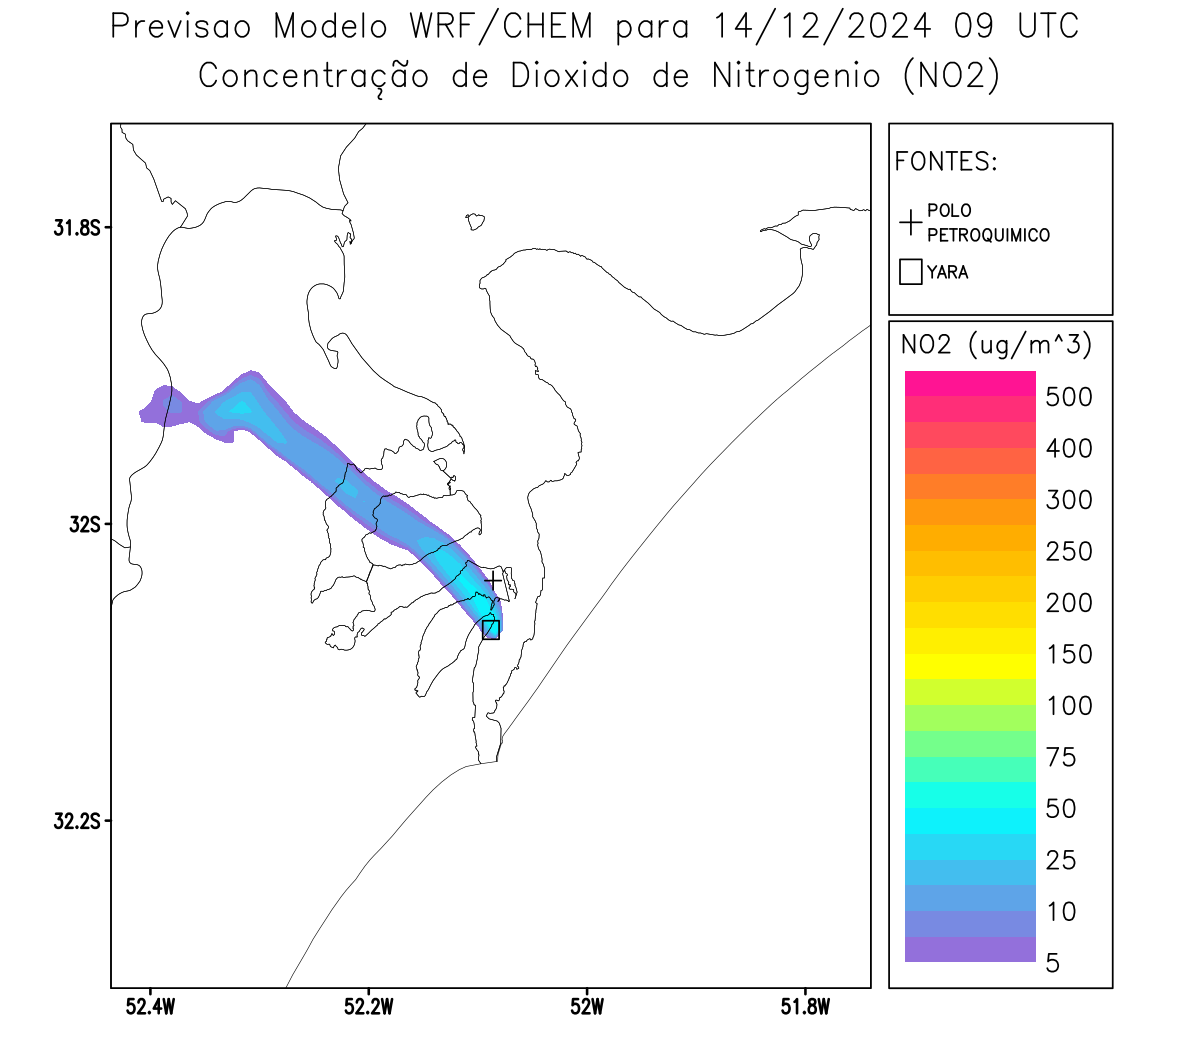 Previsao Modelo WRF/CHEM para 14/12/2024 09 UTC
Concentração de Dioxido de Nitrogenio (NO2)
FONTES:
POLO
PETROQUIMICO
YARA
31.8S
32S
32.2S
52.4W
52.2W
52W
51.8W
NO2 (ug/m^3)
500
400
300
250
200
150
100
75
50
25
10
5